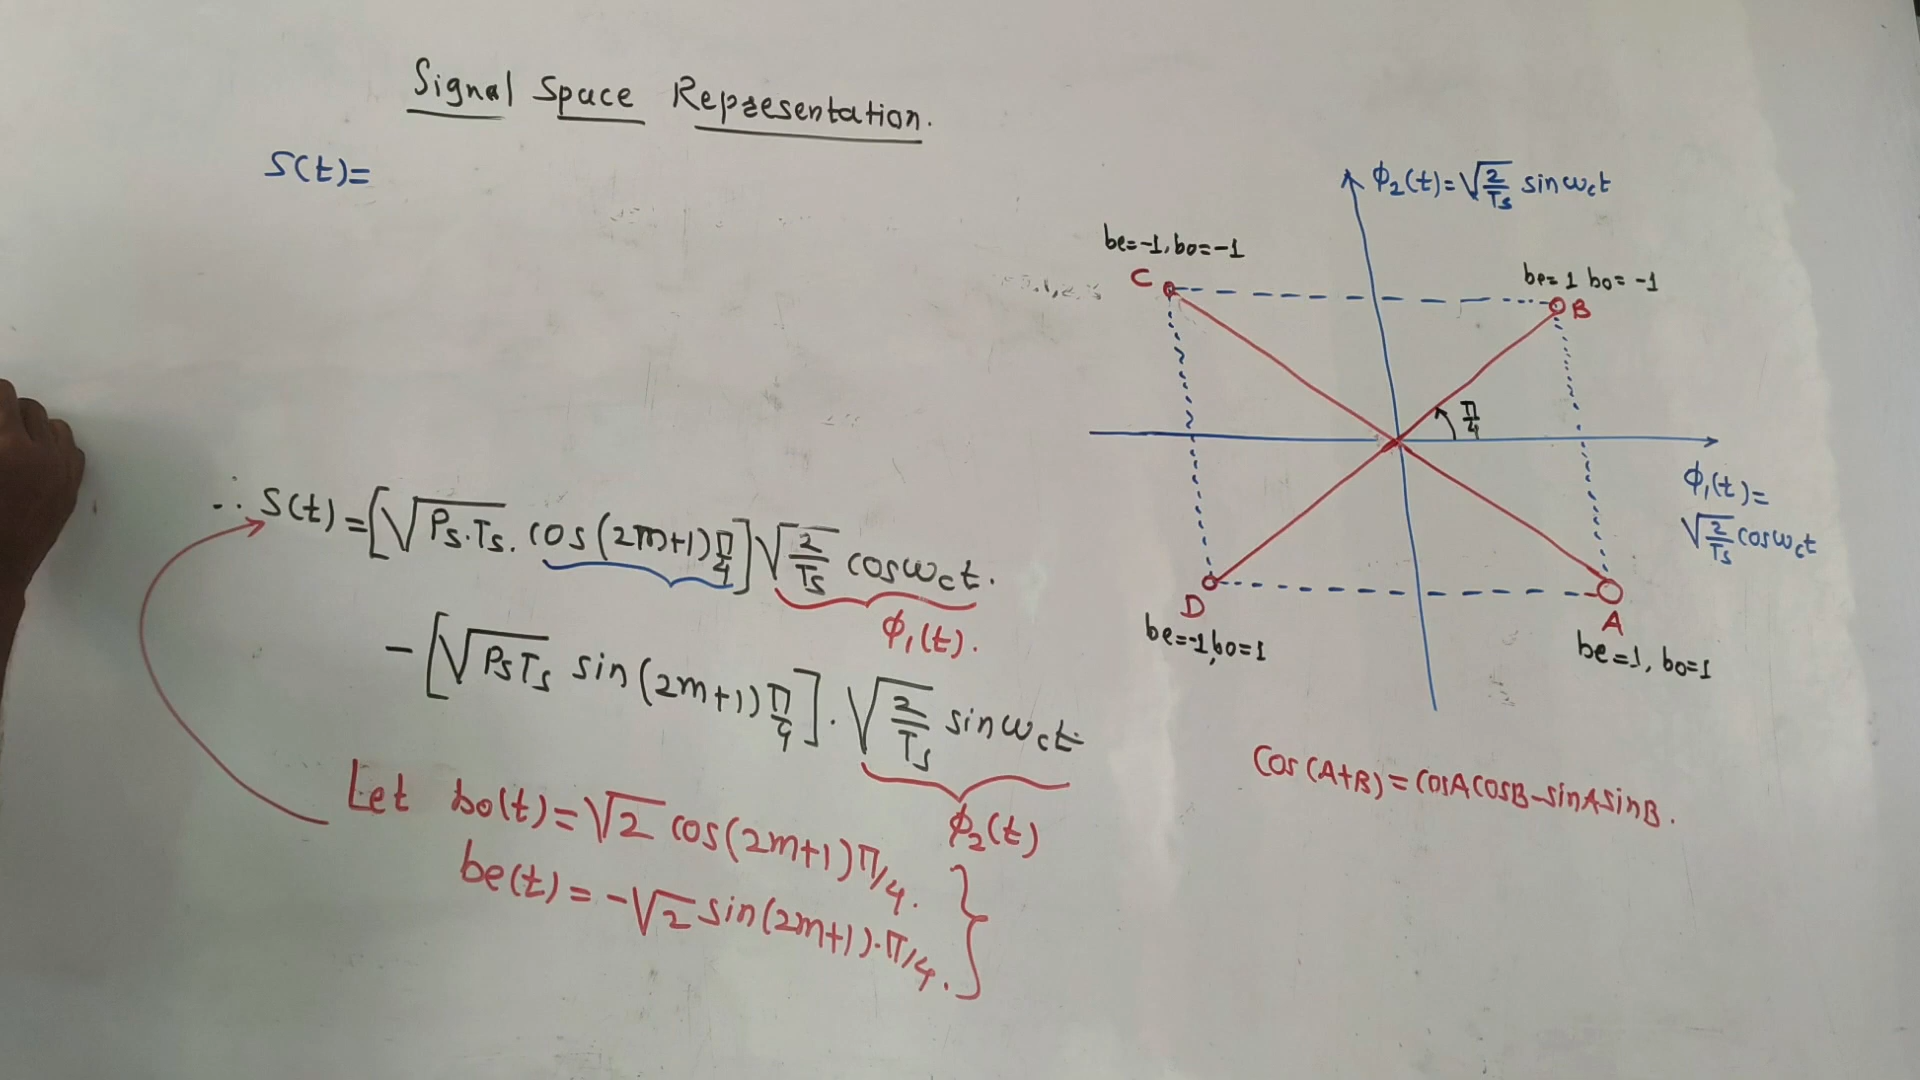 Signal Space Representation.
S(t)=
ϕ₂(t)=√(2/Ts) sinωct
be=-1, bo=-1
C
be=1 bo=-1
B
π/4
ϕ₁(t)=
√(2/Ts) cosωct
D
be=-1, bo=1
A
be=1, bo=1
∴ S(t)=[√(Ps.Ts). cos(2m+1)π/4] √(2/Ts) cosωct.
ϕ₁(t).
-[√(PsTs) sin(2m+1)π/4].√(2/Ts) sinωct.
ϕ₂(t)
Let bo(t)=√2 cos(2m+1)π/4.
be(t)=-√2 sin(2m+1).π/4.
Cos(A+B)=cosAcosB-sinAsinB.